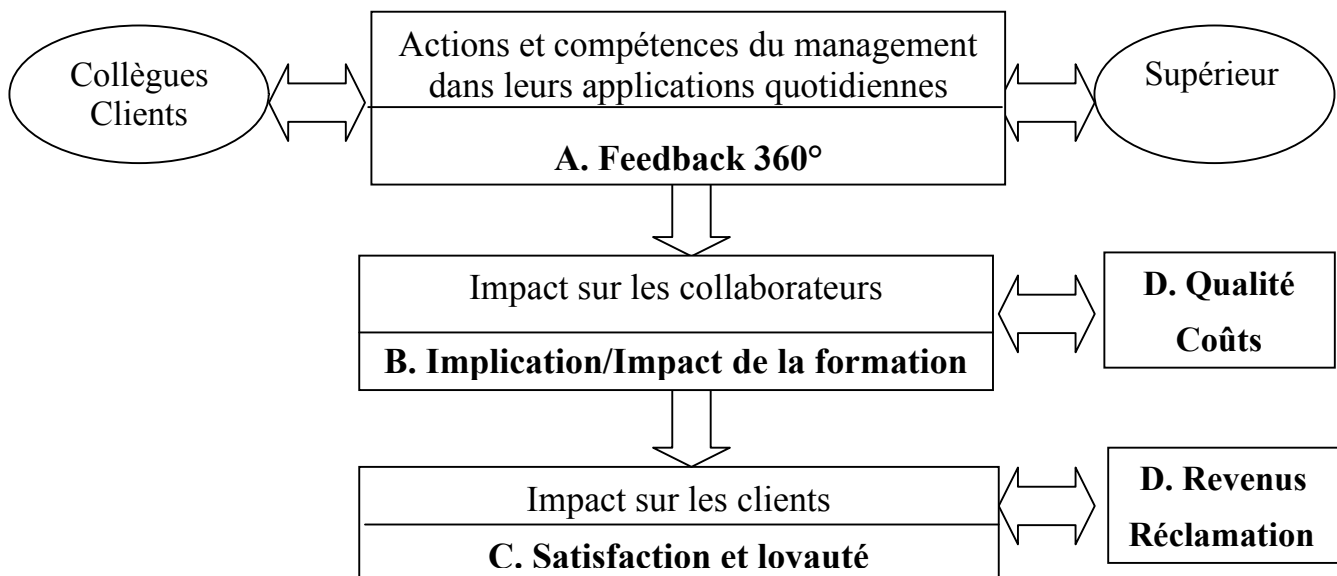 Collègues
Clients
Actions et compétences du management
dans leurs applications quotidiennes
A. Feedback 360°
Supérieur
Impact sur les collaborateurs
B. Implication/Impact de la formation
D. Qualité
Coûts
Impact sur les clients
C. Satisfaction et lovauté
D. Revenus
Réclamation